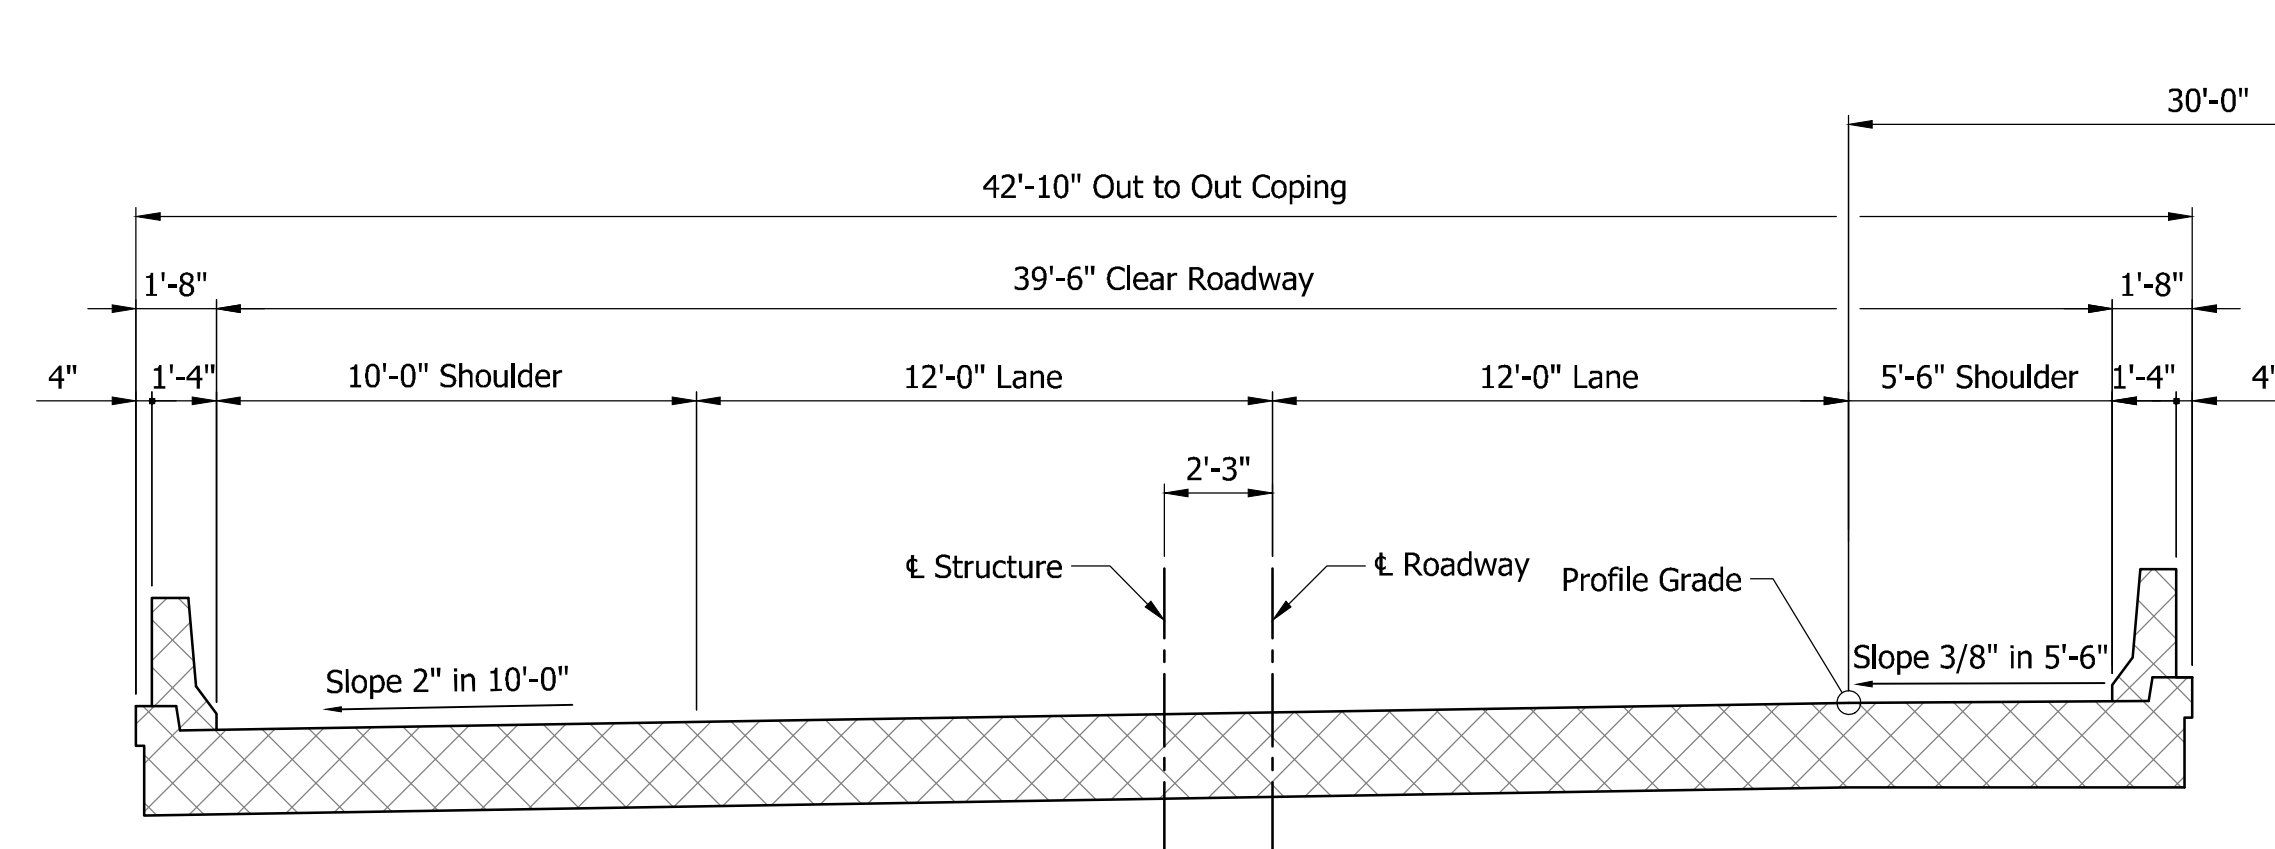 30'-0"
42'-10" Out to Out Coping
1'-8"
39'-6" Clear Roadway
1'-8"
4"
1'-4"
10'-0" Shoulder
12'-0" Lane
12'-0" Lane
5'-6" Shoulder
1'-4"
4"
2'-3"
℄ Structure
℄ Roadway
Profile Grade
Slope 2" in 10'-0"
Slope 3/8" in 5'-6"